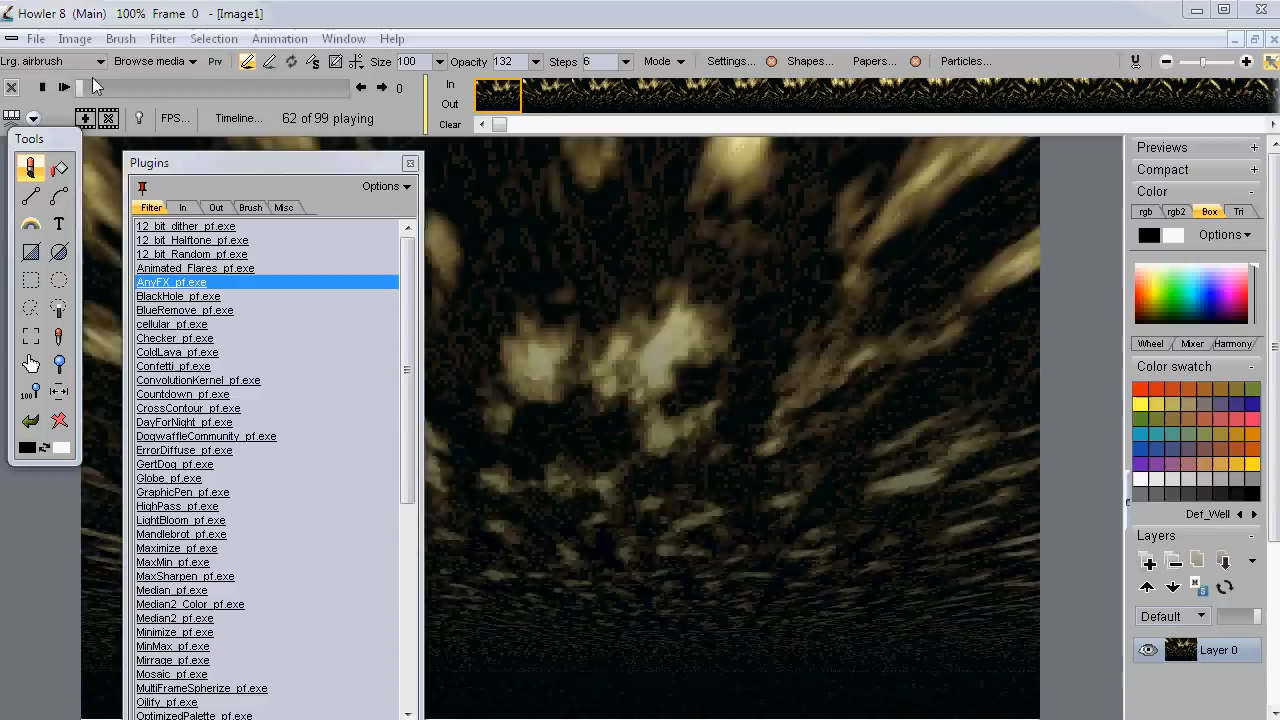 Howler 8 (Main) 100% Frame 0 - [Image1]
File Image Brush Filter Selection Animation Window Help
Lrg. airbrush Browse media Prv Size 100 Opacity 132 Steps 6 Mode Settings... Shapes... Papers... Particles...
0 In
Out
FPS... Timeline... 62 of 99 playing Clear
Tools
Plugins
Options
Filter In Out Brush Misc
12_bit_dither_pf.exe
12_bit_Halftone_pf.exe
12_bit_Random_pf.exe
Animated_Flares_pf.exe
AnyFX_pf.exe
BlackHole_pf.exe
BlueRemove_pf.exe
cellular_pf.exe
Checker_pf.exe
ColdLava_pf.exe
Confetti_pf.exe
ConvolutionKernel_pf.exe
Countdown_pf.exe
CrossContour_pf.exe
DayForNight_pf.exe
DogwaffleCommunity_pf.exe
ErrorDiffuse_pf.exe
GertDog_pf.exe
Globe_pf.exe
GraphicPen_pf.exe
HighPass_pf.exe
LightBloom_pf.exe
Mandlebrot_pf.exe
Maximize_pf.exe
MaxMin_pf.exe
MaxSharpen_pf.exe
Median_pf.exe
Median2_Color_pf.exe
Median2_pf.exe
Minimize_pf.exe
MinMax_pf.exe
Mirrage_pf.exe
Mosaic_pf.exe
MultiFrameSpherize_pf.exe
Oilify_pf.exe
OptimizedPalette_pf.exe
T
100
Previews +
Compact +
Color -
rgb rgb2 Box Tri
Options
Wheel Mixer Harmony
Color swatch -
Def_Well
Layers -
M
S
Default
Layer 0